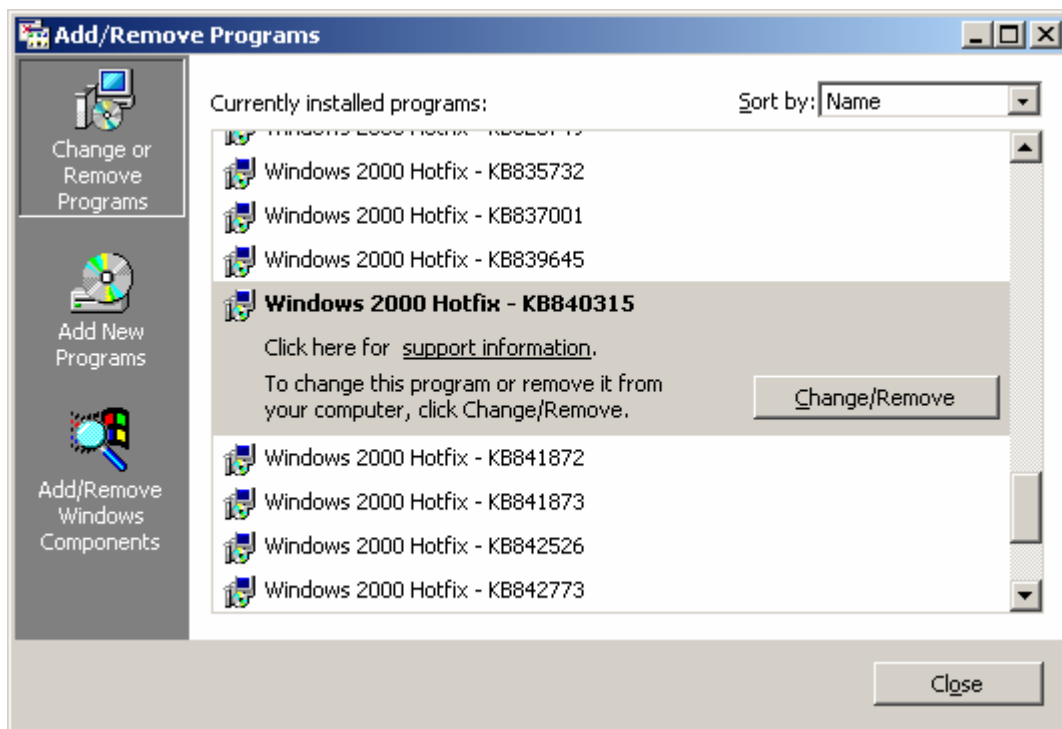 Add/Remove Programs
Change or
Remove
Programs
Add New
Programs
Add/Remove
Windows
Components
Currently installed programs:
Sort by: Name
Windows 2000 Hotfix - KB835732
Windows 2000 Hotfix - KB837001
Windows 2000 Hotfix - KB839645
Windows 2000 Hotfix - KB840315
Click here for support information.
To change this program or remove it from
your computer, click Change/Remove.
Change/Remove
Windows 2000 Hotfix - KB841872
Windows 2000 Hotfix - KB841873
Windows 2000 Hotfix - KB842526
Windows 2000 Hotfix - KB842773
Close